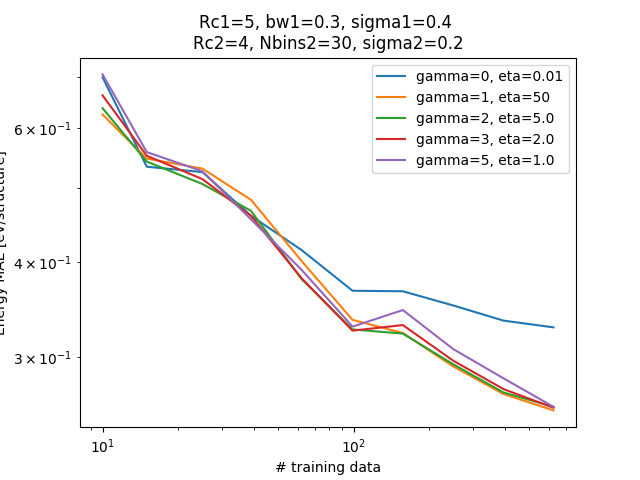 Rc1=5, bw1=0.3, sigma1=0.4
Rc2=4, Nbins2=30, sigma2=0.2
gamma=0, eta=0.01
gamma=1, eta=50
gamma=2, eta=5.0
gamma=3, eta=2.0
gamma=5, eta=1.0
6 × 10⁻¹
4 × 10⁻¹
3 × 10⁻¹
Energy MAE [eV/structure]
10¹
10²
# training data